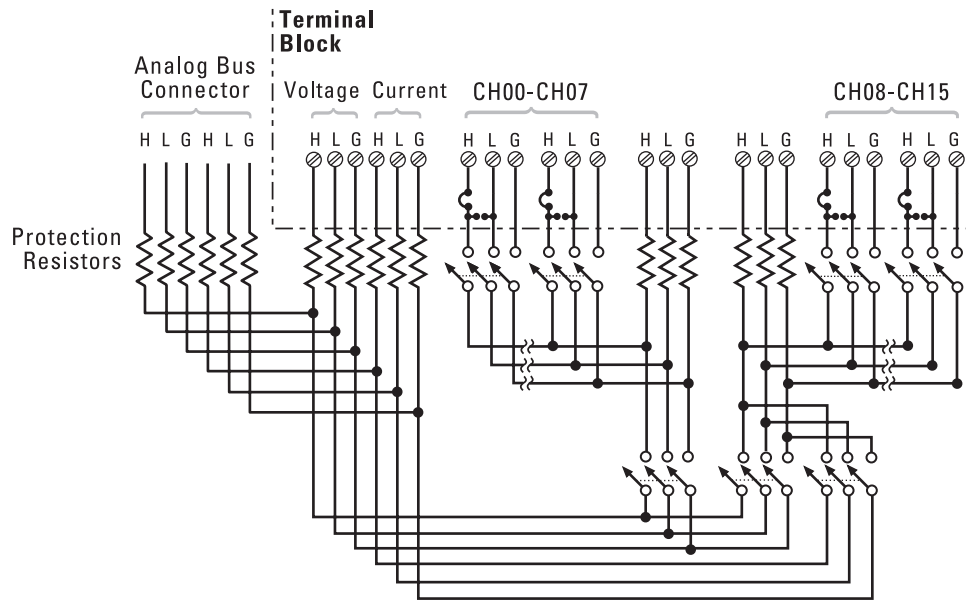 Terminal
Block
Analog Bus
Connector
Voltage Current CH00-CH07 CH08-CH15
H L G H L G H L G H L G H L G H L G H L G H L G H L G H L G
Protection
Resistors